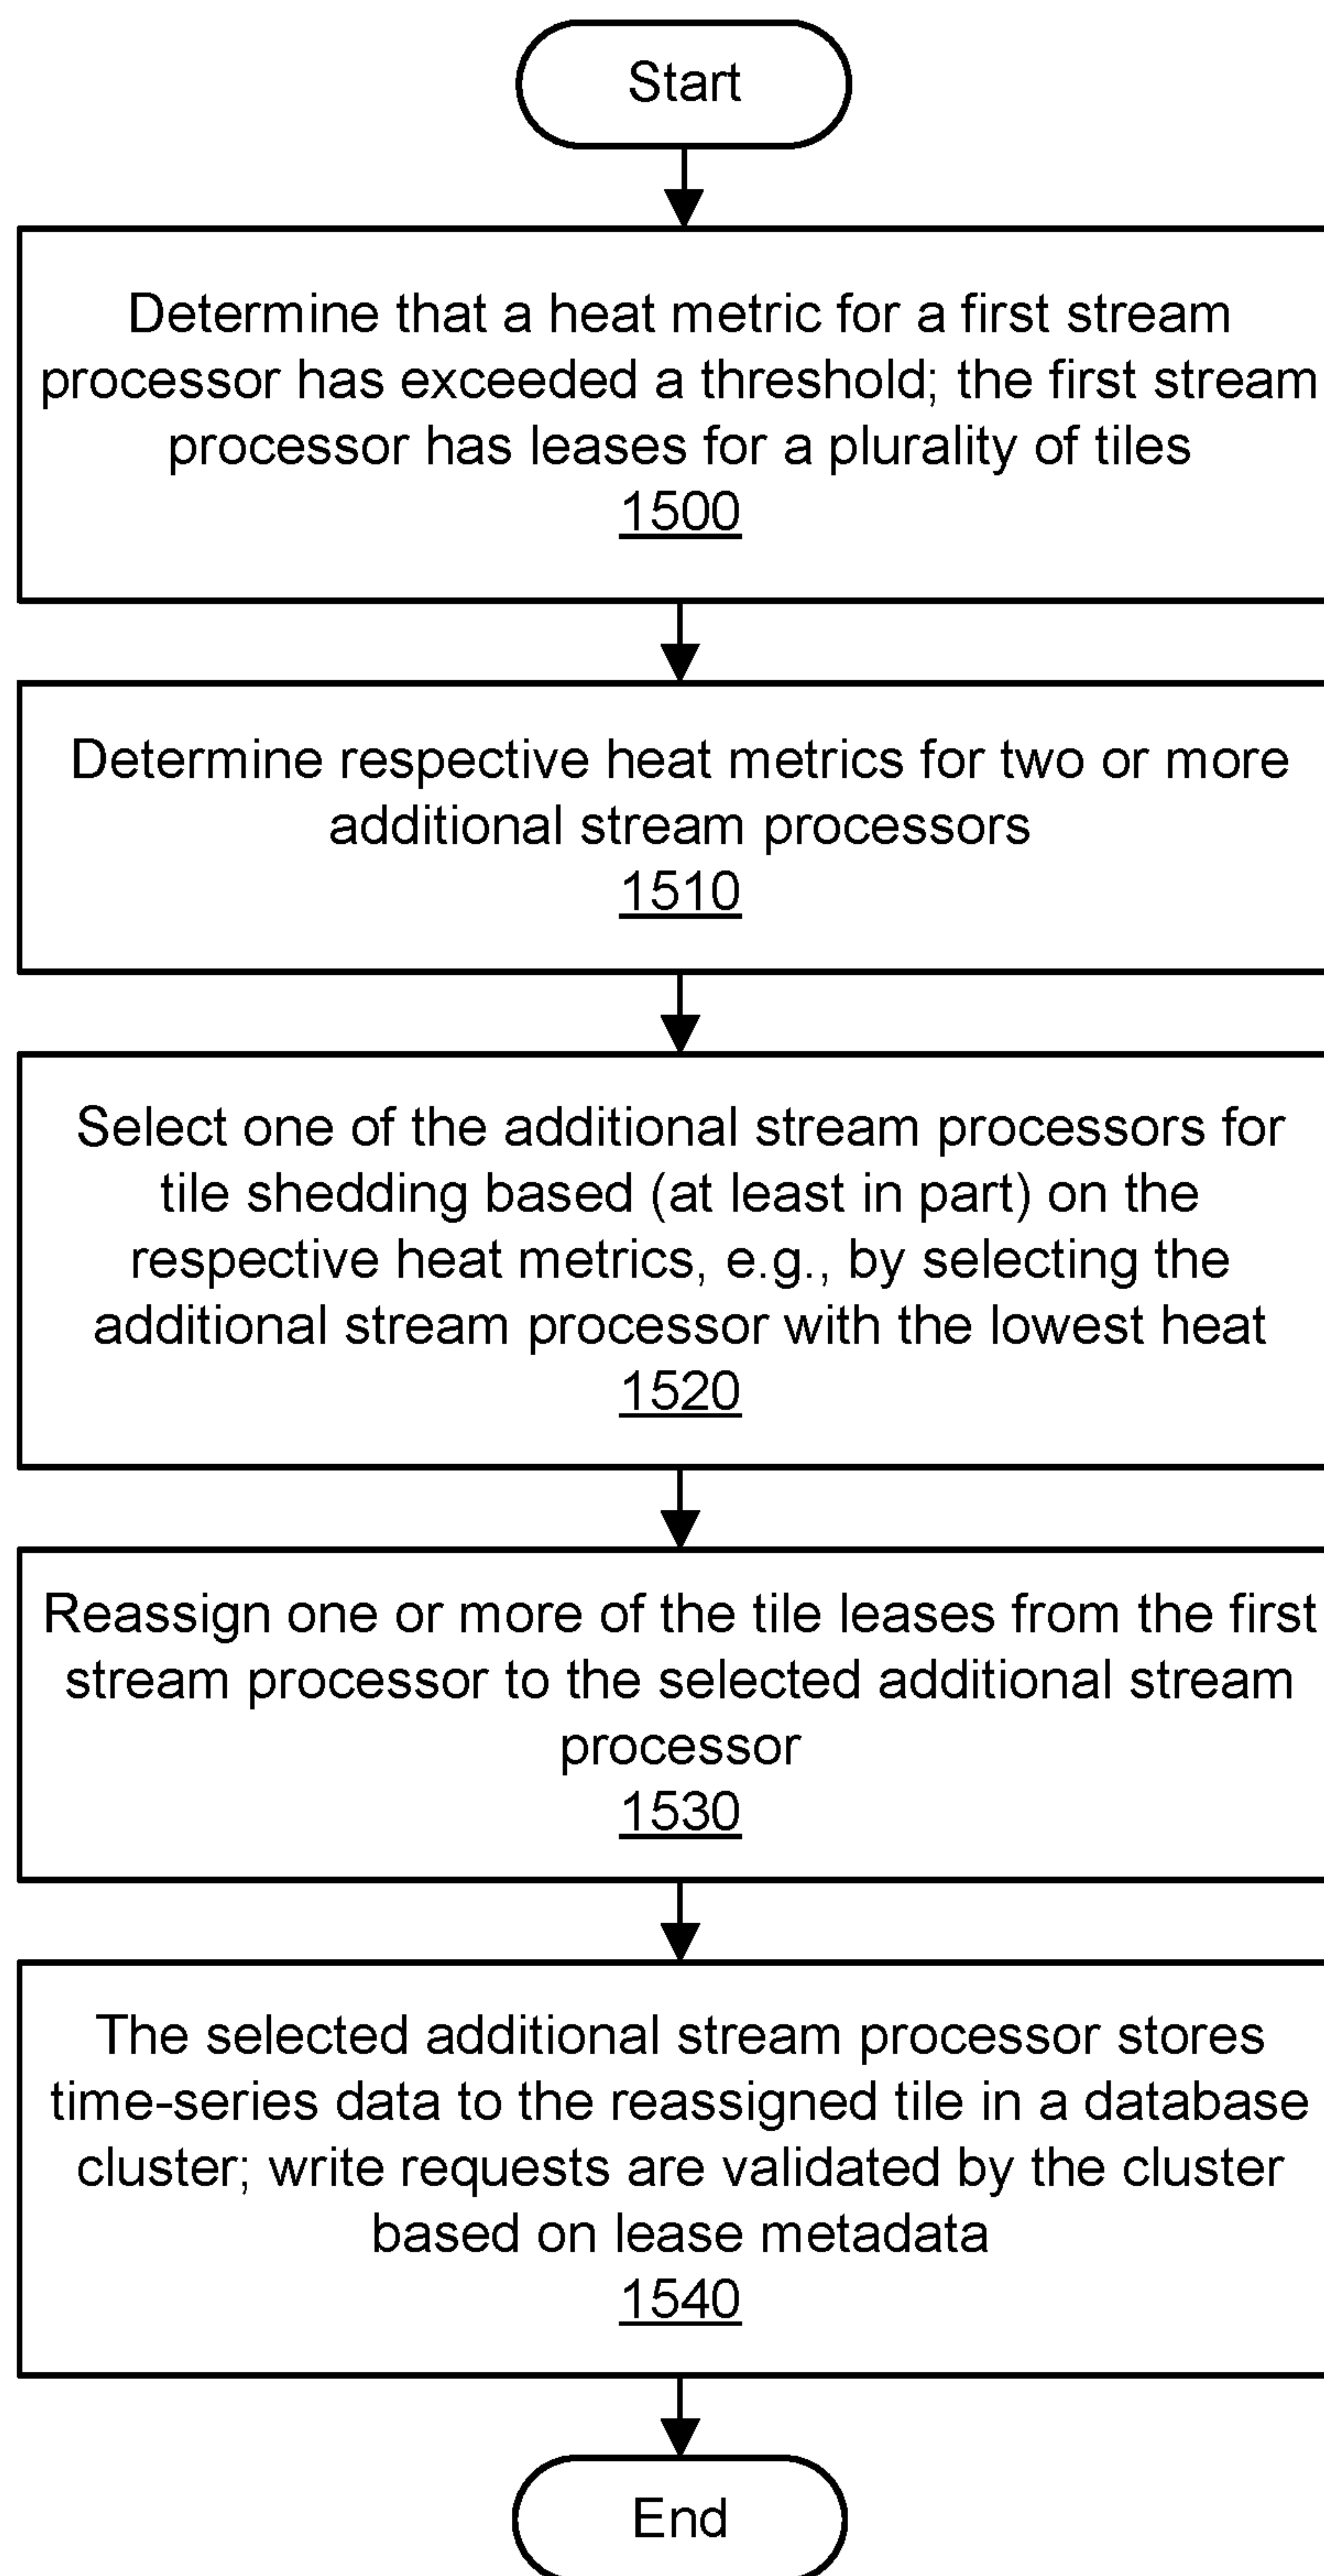 Start
Determine that a heat metric for a first stream
processor has exceeded a threshold; the first stream
processor has leases for a plurality of tiles
1500
Determine respective heat metrics for two or more
additional stream processors
1510
Select one of the additional stream processors for
tile shedding based (at least in part) on the
respective heat metrics, e.g., by selecting the
additional stream processor with the lowest heat
1520
Reassign one or more of the tile leases from the first
stream processor to the selected additional stream
processor
1530
The selected additional stream processor stores
time-series data to the reassigned tile in a database
cluster; write requests are validated by the cluster
based on lease metadata
1540
End